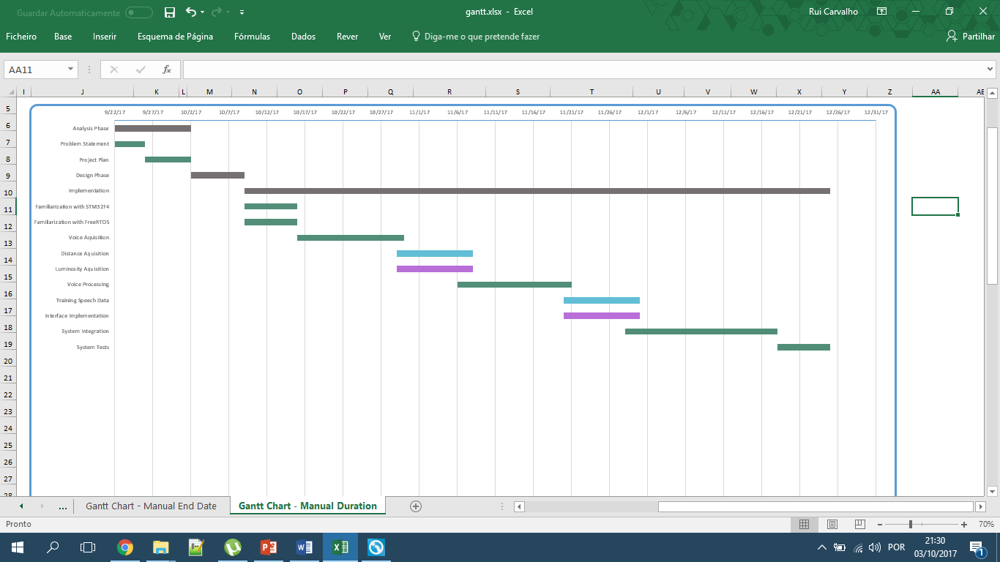 Guardar Automaticamente
gantt.xlsx - Excel
Rui Carvalho
Ficheiro Base Inserir Esquema de Página Fórmulas Dados Rever Ver Diga-me o que pretende fazer Partilhar
AA11 fx
I J K L M N O P Q R S T U V W X Y Z AA
5
9/22/17 9/27/17 10/2/17 10/7/17 10/12/17 10/17/17 10/22/17 10/27/17 11/1/17 11/6/17 11/11/17 11/16/17 11/21/17 11/26/17 12/1/17 12/6/17 12/11/17 12/16/17 12/21/17 12/26/17 12/31/17
6 Analysis Phase
7 Problem Statement
8 Project Plan
9 Design Phase
10 Implementation
11 Familiarization with STM32F4
12 Familiarization with FreeRTOS
13 Voice Aquisition
14 Distance Aquisition
15 Luminosity Aquisition
16 Voice Processing
17 Training Speech Data
18 Interface Implementation
19 System Integration
20 System Tests
21
22
23
24
25
26
27
28
... Gantt Chart - Manual End Date Gantt Chart - Manual Duration
Pronto 70%
POR 21:30
03/10/2017 1